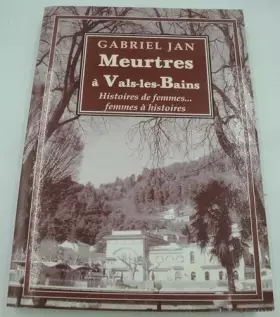 GABRIEL JAN
Meurtres
à Vals-les-Bains
Histoires de femmes...
femmes à histoires